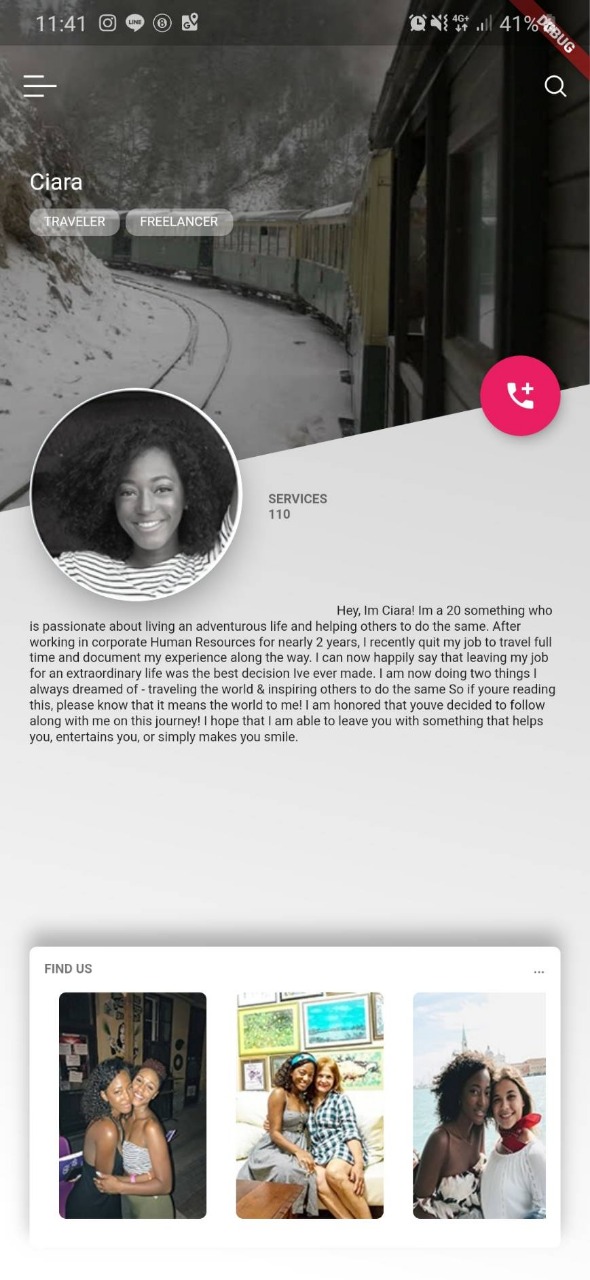 11:41
LINE
4G+
41%
DEBUG
Ciara
TRAVELER FREELANCER
SERVICES
110
Hey, Im Ciara! Im a 20 something who
is passionate about living an adventurous life and helping others to do the same. After
working in corporate Human Resources for nearly 2 years, I recently quit my job to travel full
time and document my experience along the way. I can now happily say that leaving my job
for an extraordinary life was the best decision Ive ever made. I am now doing two things I
always dreamed of - traveling the world & inspiring others to do the same So if youre reading
this, please know that it means the world to me! I am honored that youve decided to follow
along with me on this journey! I hope that I am able to leave you with something that helps
you, entertains you, or simply makes you smile.
FIND US
...